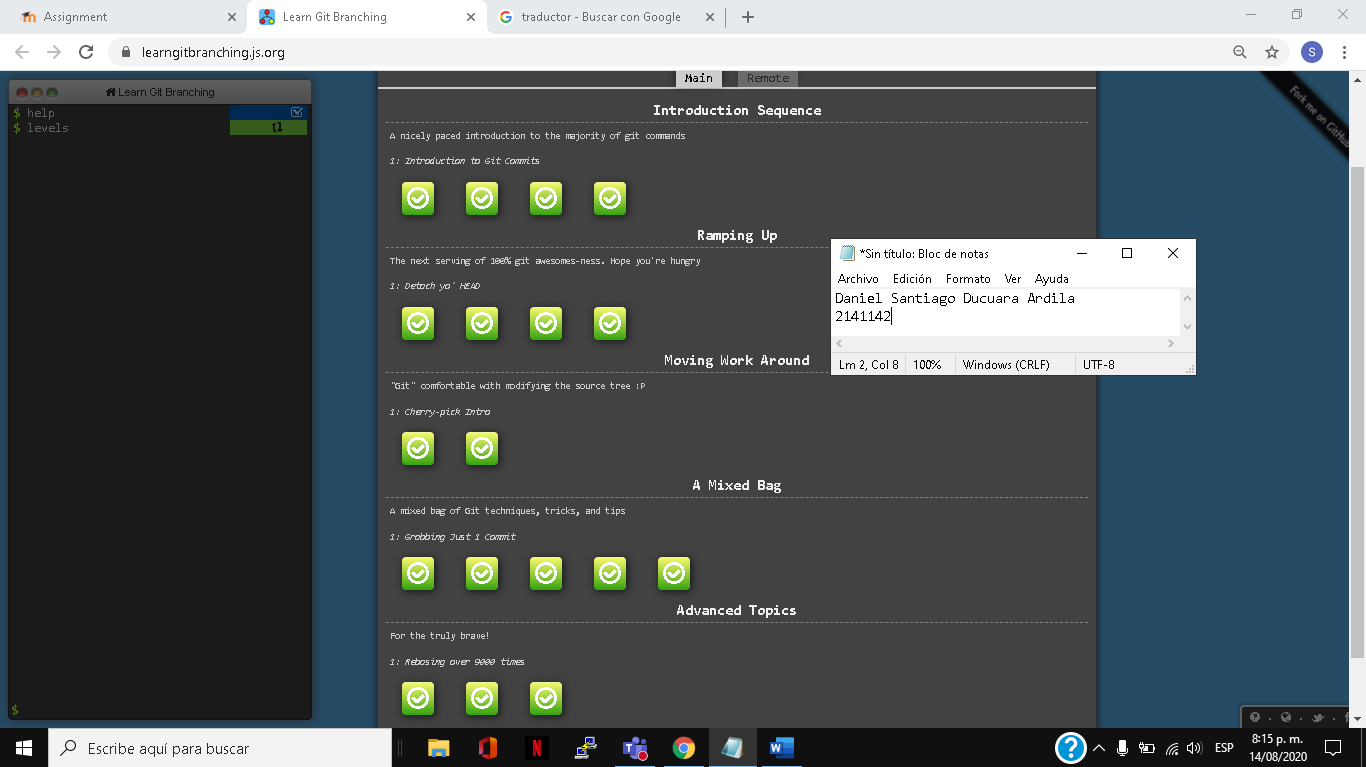 Assignment
Learn Git Branching
traductor - Buscar con Google
learngitbranching.js.org
S
Fork me on GitHub
Learn Git Branching
$ help
$ levels
$
Main
Remote
Introduction Sequence
A nicely paced introduction to the majority of git commands
1: Introduction to Git Commits
Ramping Up
The next serving of 100% git awesomes-ness. Hope you're hungry
1: Detach yo' HEAD
Moving Work Around
"Git" comfortable with modifying the source tree :P
1: Cherry-pick Intro
A Mixed Bag
A mixed bag of Git techniques, tricks, and tips
1: Grabbing Just 1 Commit
Advanced Topics
For the truly brave!
1: Rebasing over 9000 times
*Sin título: Bloc de notas
Archivo Edición Formato Ver Ayuda
Daniel Santiago Ducuara Ardila
2141142
Lm 2, Col 8 100% Windows (CRLF) UTF-8
Escribe aquí para buscar
ESP
8:15 p. m.
14/08/2020